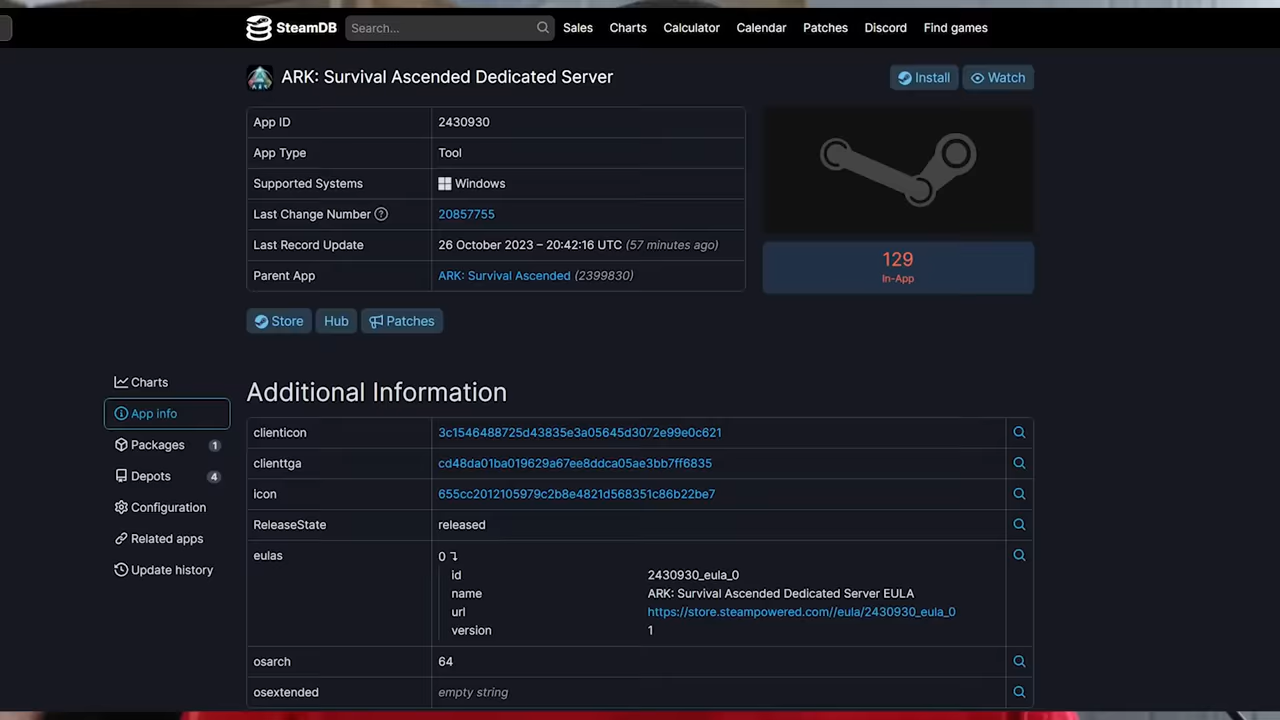 SteamDB Search... Sales Charts Calculator Calendar Patches Discord Find games
ARK: Survival Ascended Dedicated Server Install Watch
App ID 2430930
App Type Tool
Supported Systems Windows
Last Change Number ? 20857755
Last Record Update 26 October 2023 – 20:42:16 UTC (57 minutes ago)
Parent App ARK: Survival Ascended (2399830)
129
In-App
Store Hub Patches
Charts
App info
Packages 1
Depots 4
Configuration
Related apps
Update history
Additional Information
clienticon 3c1546488725d43835e3a05645d3072e99e0c621
clienttga cd48da01ba019629a67ee8ddca05ae3bb7ff6835
icon 655cc2012105979c2b8e4821d568351c86b22be7
ReleaseState released
eulas 0
id 2430930_eula_0
name ARK: Survival Ascended Dedicated Server EULA
url https://store.steampowered.com//eula/2430930_eula_0
version 1
osarch 64
osextended empty string